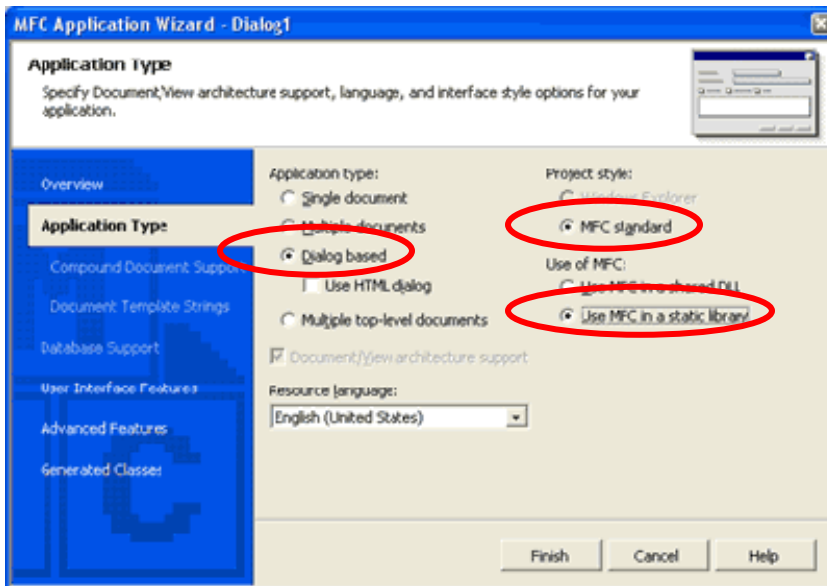 MFC Application Wizard - Dialog1
Application Type
Specify Document/View architecture support, language, and interface style options for your
application.
Overview
Application Type
Compound Document Support
Document Template Strings
Database Support
User Interface Features
Advanced Features
Generated Classes
Application type:
Single document
Multiple documents
Dialog based
Use HTML dialog
Multiple top-level documents
Document/View architecture support
Resource language:
English (United States)
Project style:
Windows Explorer
MFC standard
Use of MFC:
Use MFC in a shared DLL
Use MFC in a static library
Finish
Cancel
Help